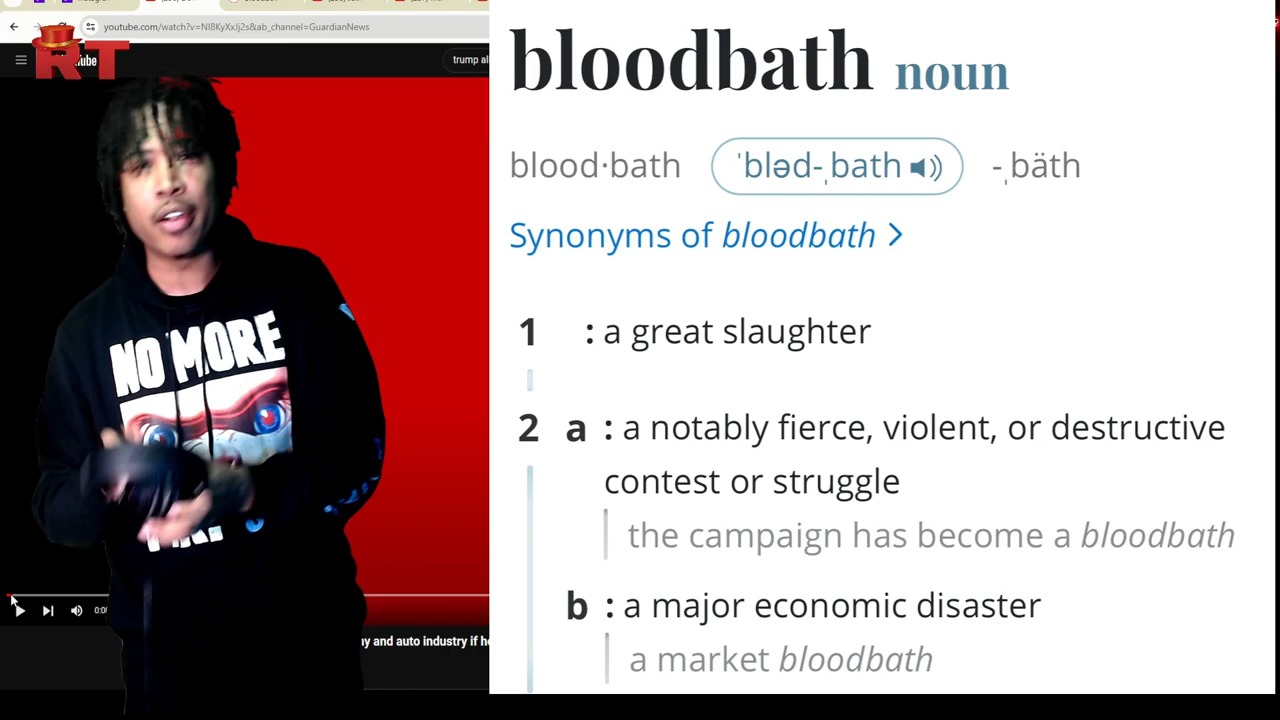 youtube.com/watch?v=NI8KyXxJj2s&ab_channel=GuardianNews
RT
trump al
bloodbath noun
blood·bath ˈbləd-ˌbath -ˌbäth
Synonyms of bloodbath >
1 : a great slaughter
2 a : a notably fierce, violent, or destructive
contest or struggle
the campaign has become a bloodbath
b : a major economic disaster
a market bloodbath
NO MORE
0:0
y and auto industry if he